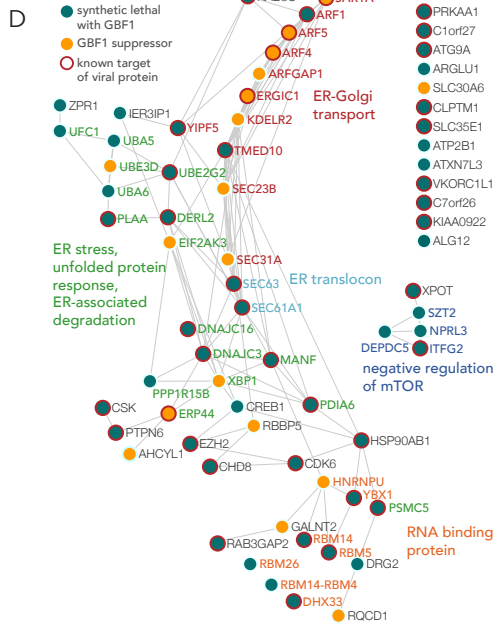 D
synthetic lethal
with GBF1
GBF1 suppressor
known target
of viral protein
ARF1
ARF5
ARF4
ARFGAP1
ERGIC1
KDELR2
ER-Golgi
transport
ZPR1
IER3IP1
UFC1
UBA5
YIPF5
TMED10
UBE3D
UBE2G2
UBA6
SEC23B
PLAA
DERL2
EIF2AK3
SEC31A
ER stress,
unfolded protein
response,
ER-associated
degradation
ER translocon
SEC63
SEC61A1
DNAJC16
DNAJC3
MANF
PPP1R15B
XBP1
CSK
ERP44
CREB1
PDIA6
PTPN6
RBBP5
AHCYL1
EZH2
HSP90AB1
CHD8
CDK6
HNRNPU
YBX1
PSMC5
GALNT2
RAB3GAP2
RBM14
RBM5
RNA binding
protein
RBM26
DRG2
RBM14-RBM4
DHX33
RQCD1
PRKAA1
C1orf27
ATG9A
ARGLU1
SLC30A6
CLPTM1
SLC35E1
ATP2B1
ATXN7L3
VKORC1L1
C7orf26
KIAA0922
ALG12
XPOT
SZT2
NPRL3
DEPDC5
ITFG2
negative regulation
of mTOR